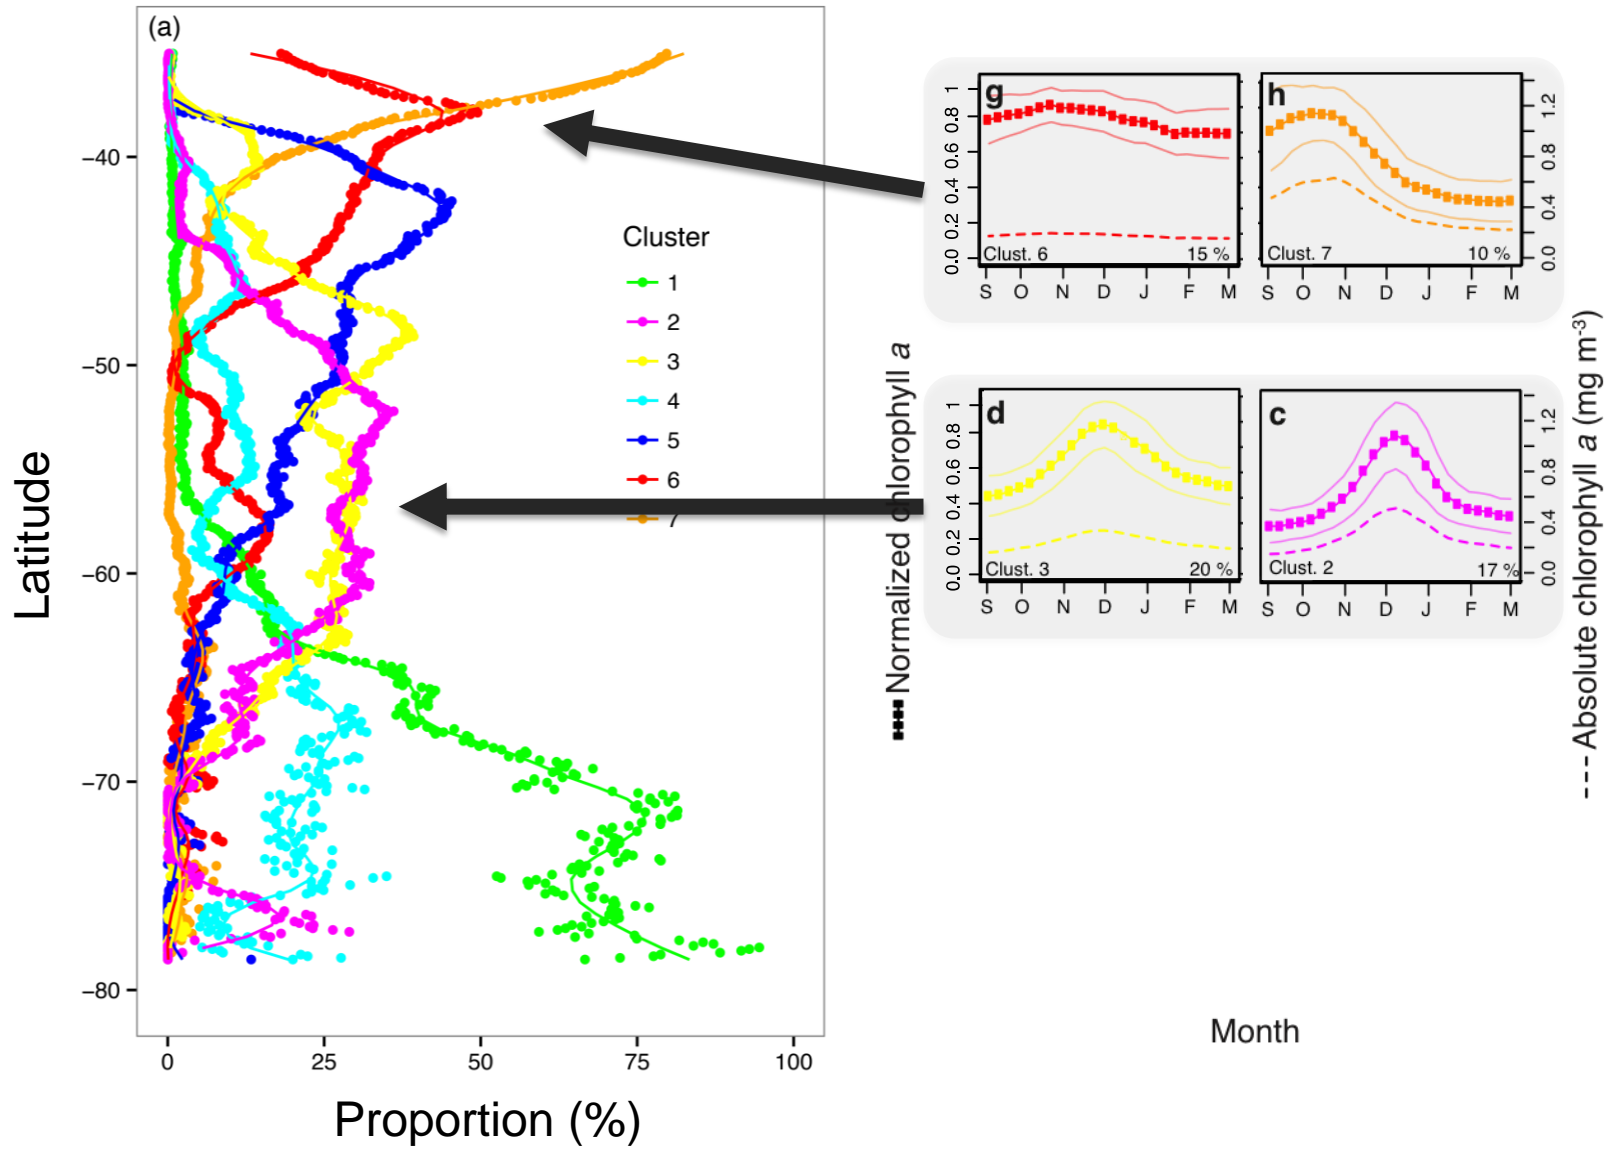 (a)
Latitude
−40
−50
−60
−70
−80
0 25 50 75 100
Proportion (%)
Cluster
1
2
3
4
5
6
7
Normalized chlorophyll a
g
1
0.8
0.6
0.4
0.2
0.0
Clust. 6 15 %
S O N D J F M
h
1.2
0.8
0.4
0.0
Clust. 7 10 %
S O N D J F M
d
1
0.8
0.6
0.4
0.2
0.0
Clust. 3 20 %
S O N D J F M
c
1.2
0.8
0.4
0.0
Clust. 2 17 %
S O N D J F M
Absolute chlorophyll a (mg m-3)
Month